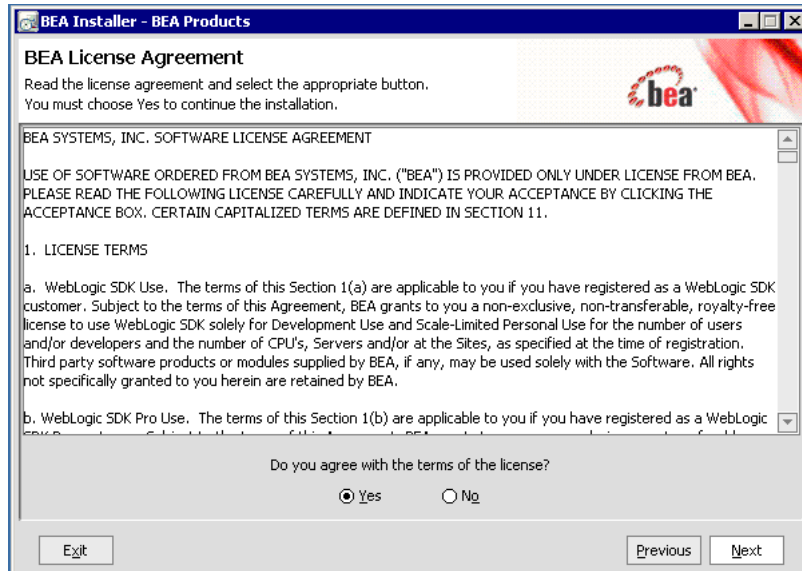 BEA Installer - BEA Products
BEA License Agreement
Read the license agreement and select the appropriate button.
You must choose Yes to continue the installation.
bea
BEA SYSTEMS, INC. SOFTWARE LICENSE AGREEMENT
USE OF SOFTWARE ORDERED FROM BEA SYSTEMS, INC. ("BEA") IS PROVIDED ONLY UNDER LICENSE FROM BEA.
PLEASE READ THE FOLLOWING LICENSE CAREFULLY AND INDICATE YOUR ACCEPTANCE BY CLICKING THE
ACCEPTANCE BOX. CERTAIN CAPITALIZED TERMS ARE DEFINED IN SECTION 11.
1. LICENSE TERMS
a. WebLogic SDK Use. The terms of this Section 1(a) are applicable to you if you have registered as a WebLogic SDK
customer. Subject to the terms of this Agreement, BEA grants to you a non-exclusive, non-transferable, royalty-free
license to use WebLogic SDK solely for Development Use and Scale-Limited Personal Use for the number of users
and/or developers and the number of CPU's, Servers and/or at the Sites, as specified at the time of registration.
Third party software products or modules supplied by BEA, if any, may be used solely with the Software. All rights
not specifically granted to you herein are retained by BEA.
b. WebLogic SDK Pro Use. The terms of this Section 1(b) are applicable to you if you have registered as a WebLogic
Do you agree with the terms of the license?
Yes No
Exit Previous Next